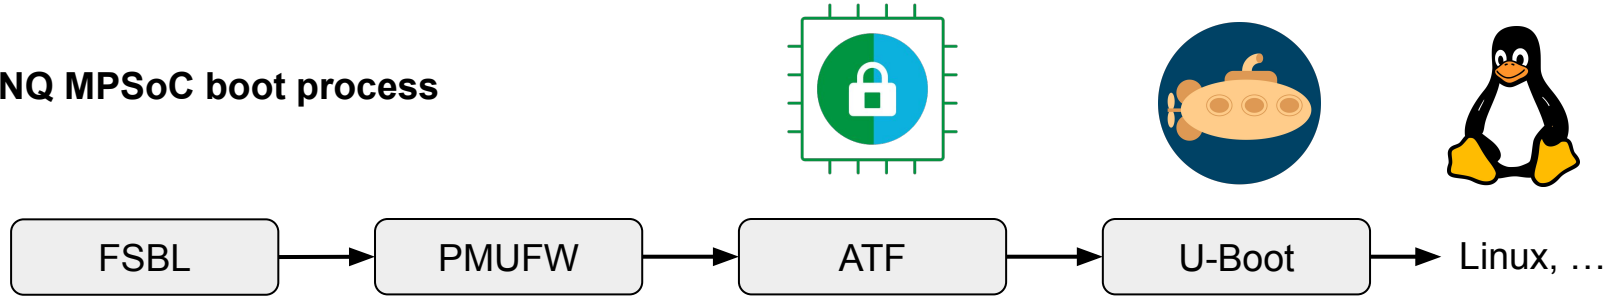 NQ MPSoC boot process
FSBL
PMUFW
ATF
U-Boot
Linux, …